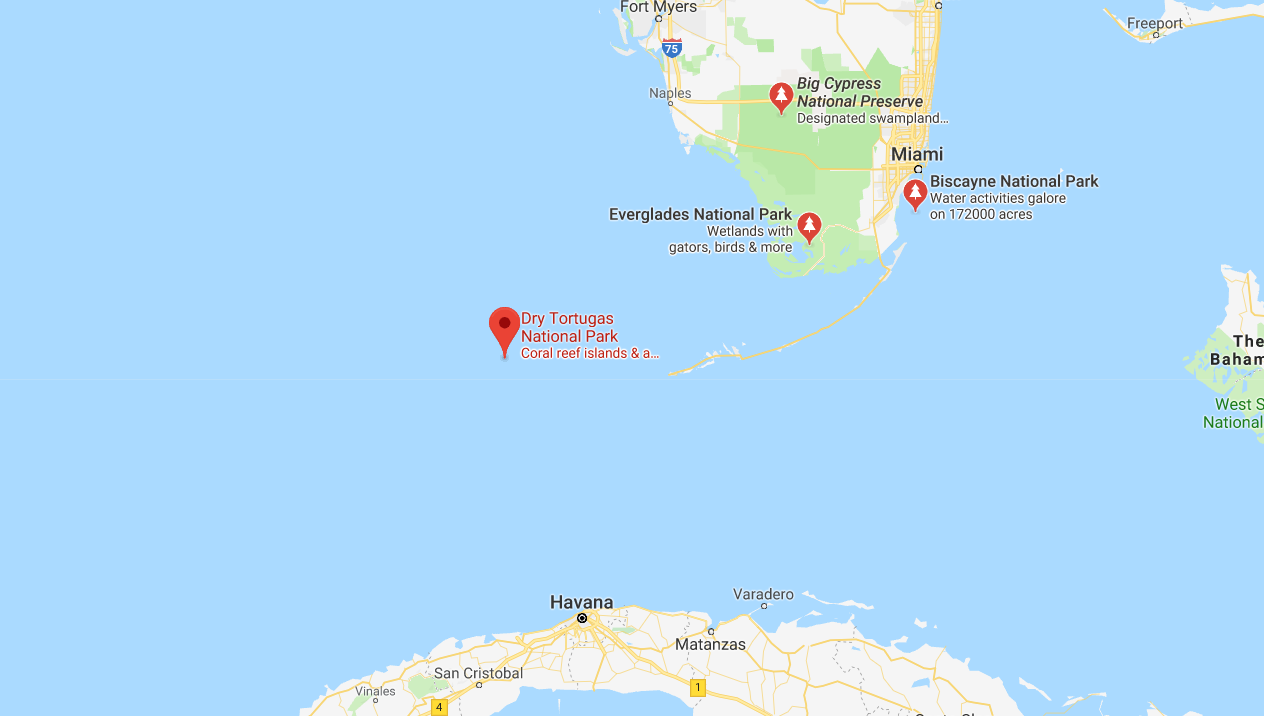 Fort Myers
Freeport
75
Big Cypress
National Preserve
Designated swampland...
Naples
Miami
Biscayne National Park
Water activities galore
on 172000 acres
Everglades National Park
Wetlands with
gators, birds & more
Dry Tortugas
National Park
Coral reef islands & a...
The
Baham
West S
National
Havana
Varadero
Matanzas
San Cristobal
Vinales
1
4